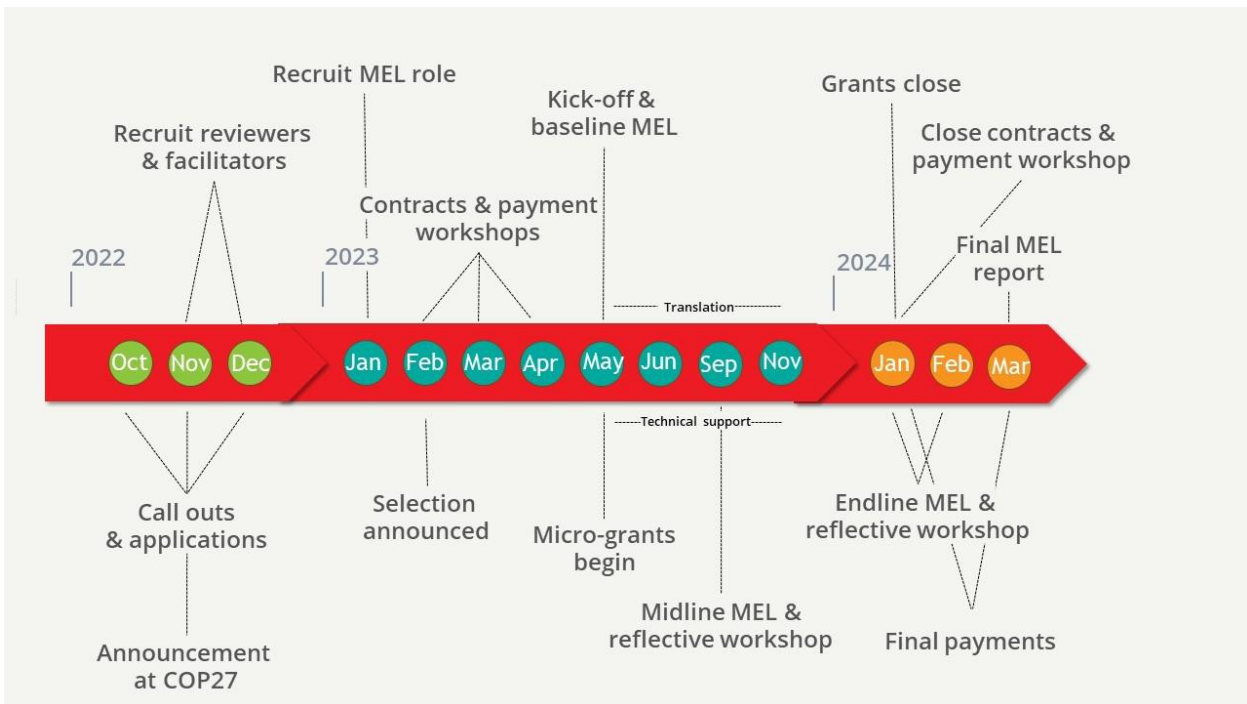 Recruit MEL role
Grants close
Kick-off &
baseline MEL
Recruit reviewers
& facilitators
Close contracts &
payment workshop
Contracts & payment
workshops
2022
2023
2024
Final MEL
report
Translation
Oct Nov Dec Jan Feb Mar Apr May Jun Sep Nov Jan Feb Mar
Technical support
Call outs
& applications
Selection
announced
Micro-grants
begin
Endline MEL &
reflective workshop
Midline MEL &
reflective workshop
Final payments
Announcement
at COP27